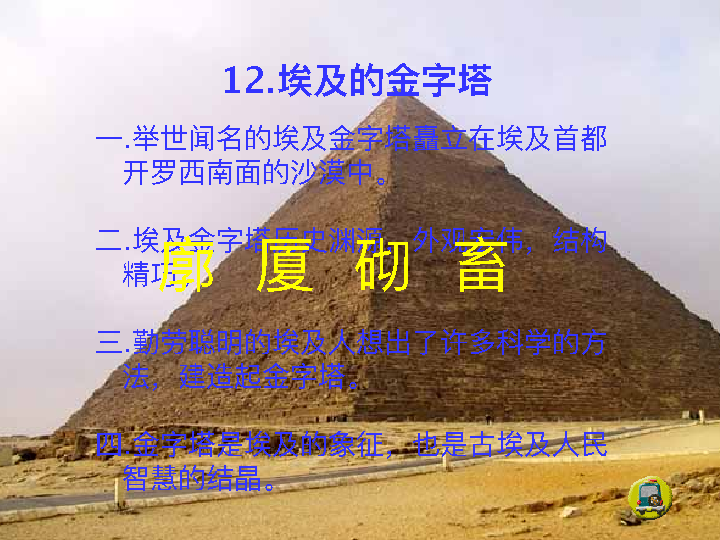 12.埃及的金字塔
一.举世闻名的埃及金字塔鼎立在埃及首都
开罗西南面的沙漠中。
二.埃及金字塔历史渊源，外观宏伟，结构
精巧
廓 厦 砌 畜
三.勤劳聪明的埃及人想出了许多科学的方
法，建造起金字塔。
四.金字塔是埃及的象征，也是古埃及人民
智慧的结晶。